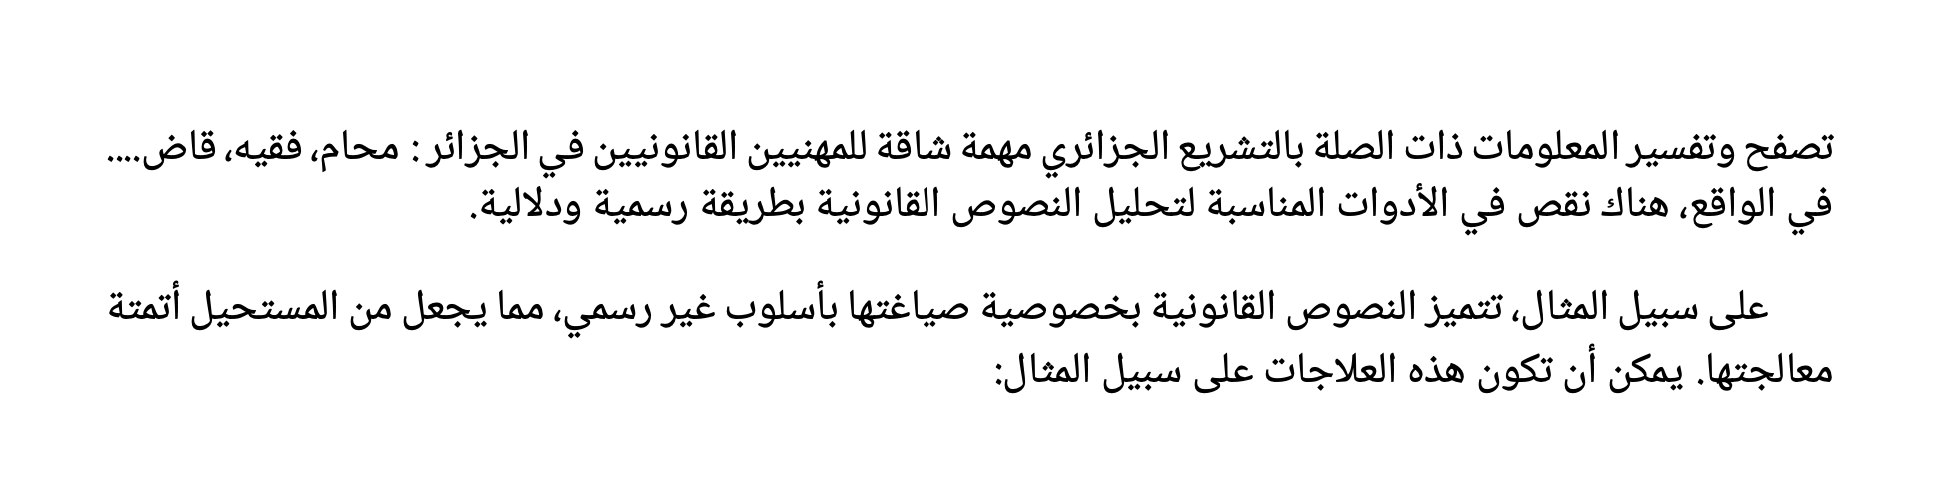 تصفح وتفسير المعلومات ذات الصلة بالتشريع الجزائري مهمة شاقة للمهنيين القانونيين في الجزائر : محام، فقيه، قاض....
في الواقع، هناك نقص في الأدوات المناسبة لتحليل النصوص القانونية بطريقة رسمية ودلالية.
على سبيل المثال، تتميز النصوص القانونية بخصوصية صياغتها بأسلوب غير رسمي، مما يجعل من المستحيل أتمتة
معالجتها. يمكن أن تكون هذه العلاجات على سبيل المثال: